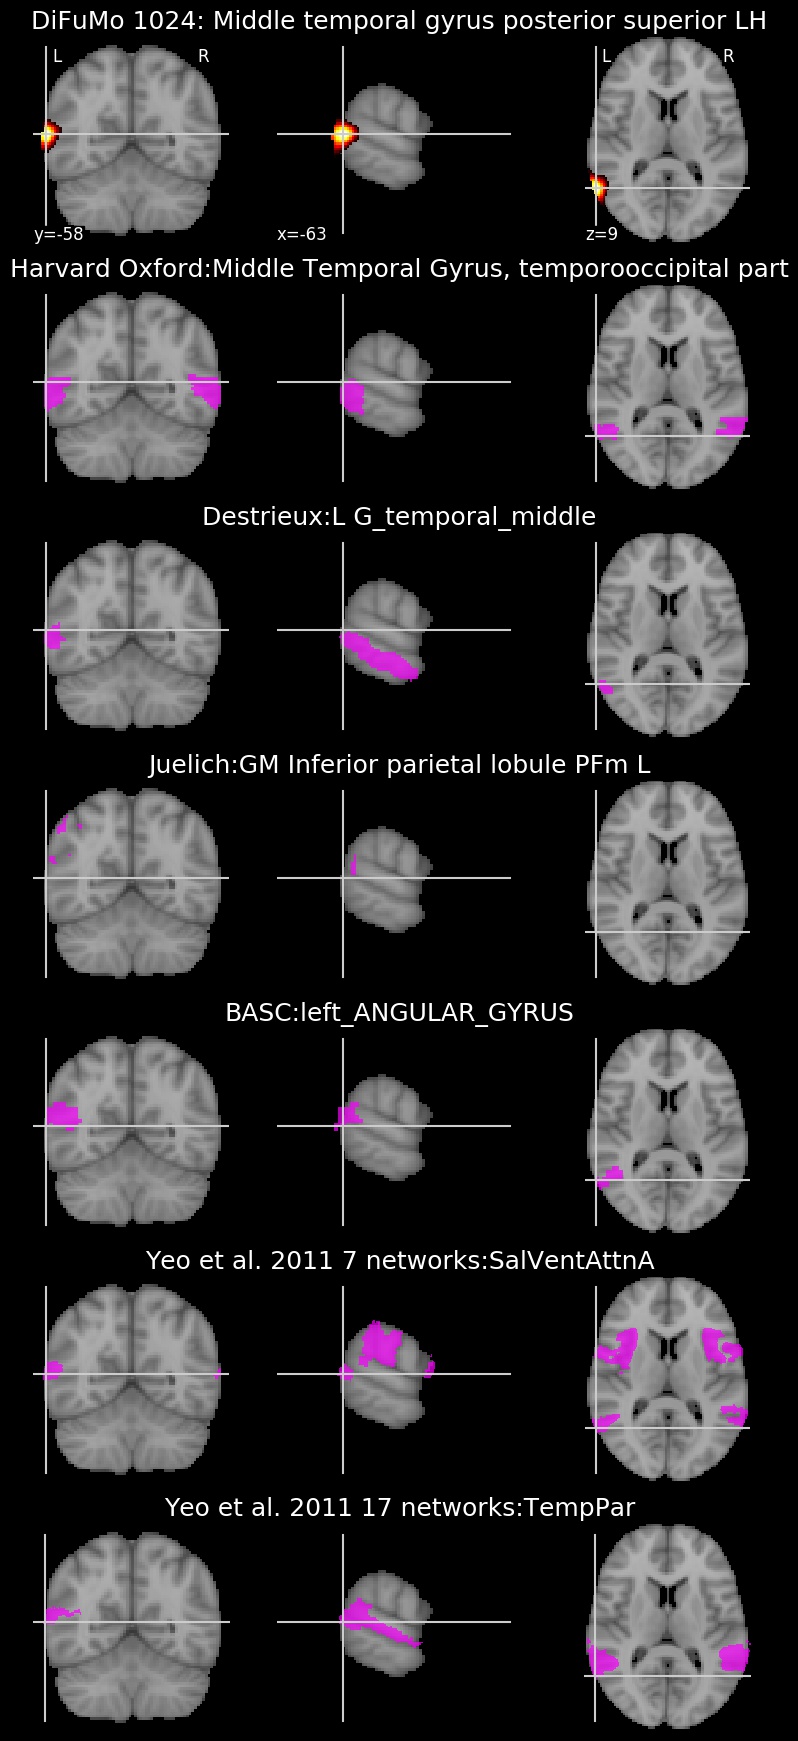 DiFuMo 1024: Middle temporal gyrus posterior superior LH
L R L R
y=-58 x=-63 z=9
Harvard Oxford:Middle Temporal Gyrus, temporooccipital part
Destrieux:L G_temporal_middle
Juelich:GM Inferior parietal lobule PFm L
BASC:left_ANGULAR_GYRUS
Yeo et al. 2011 7 networks:SalVentAttnA
Yeo et al. 2011 17 networks:TempPar